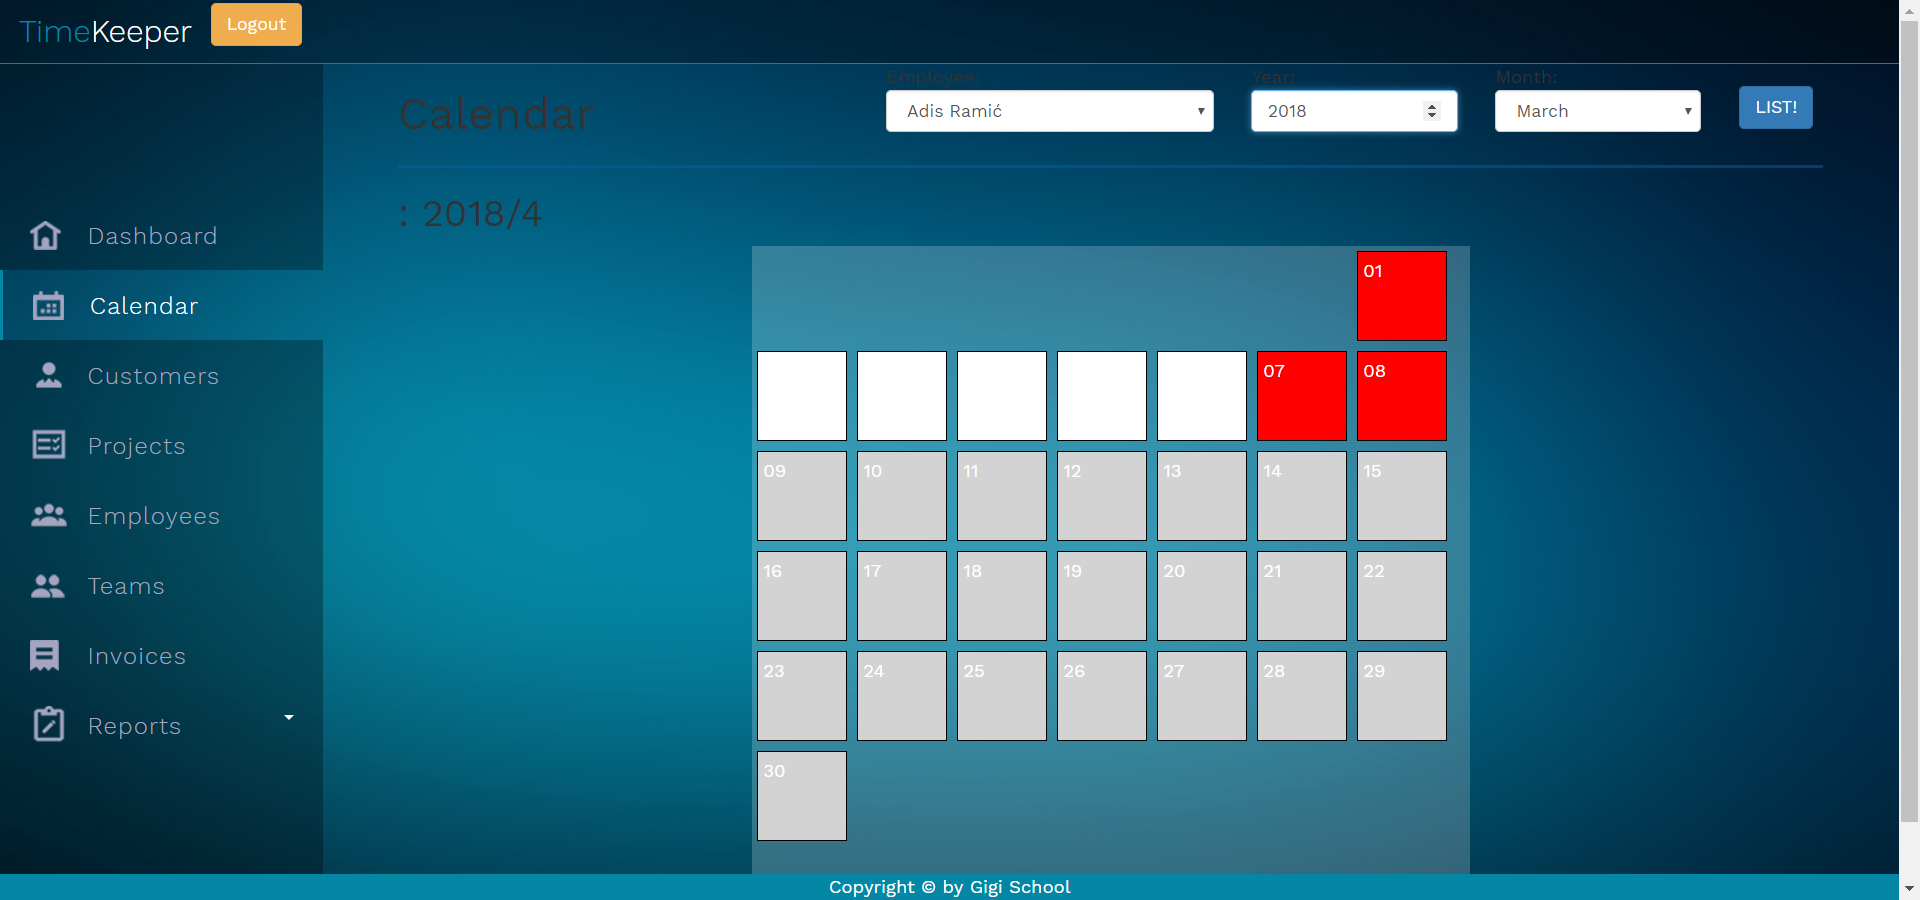 TimeKeeper
Logout
Employee:
Year:
Month:
Calendar
Adis Ramić
2018
March
LIST!
: 2018/4
Dashboard
Calendar
Customers
Projects
Employees
Teams
Invoices
Reports
01
07 08
09 10 11 12 13 14 15
16 17 18 19 20 21 22
23 24 25 26 27 28 29
30
Copyright © by Gigi School